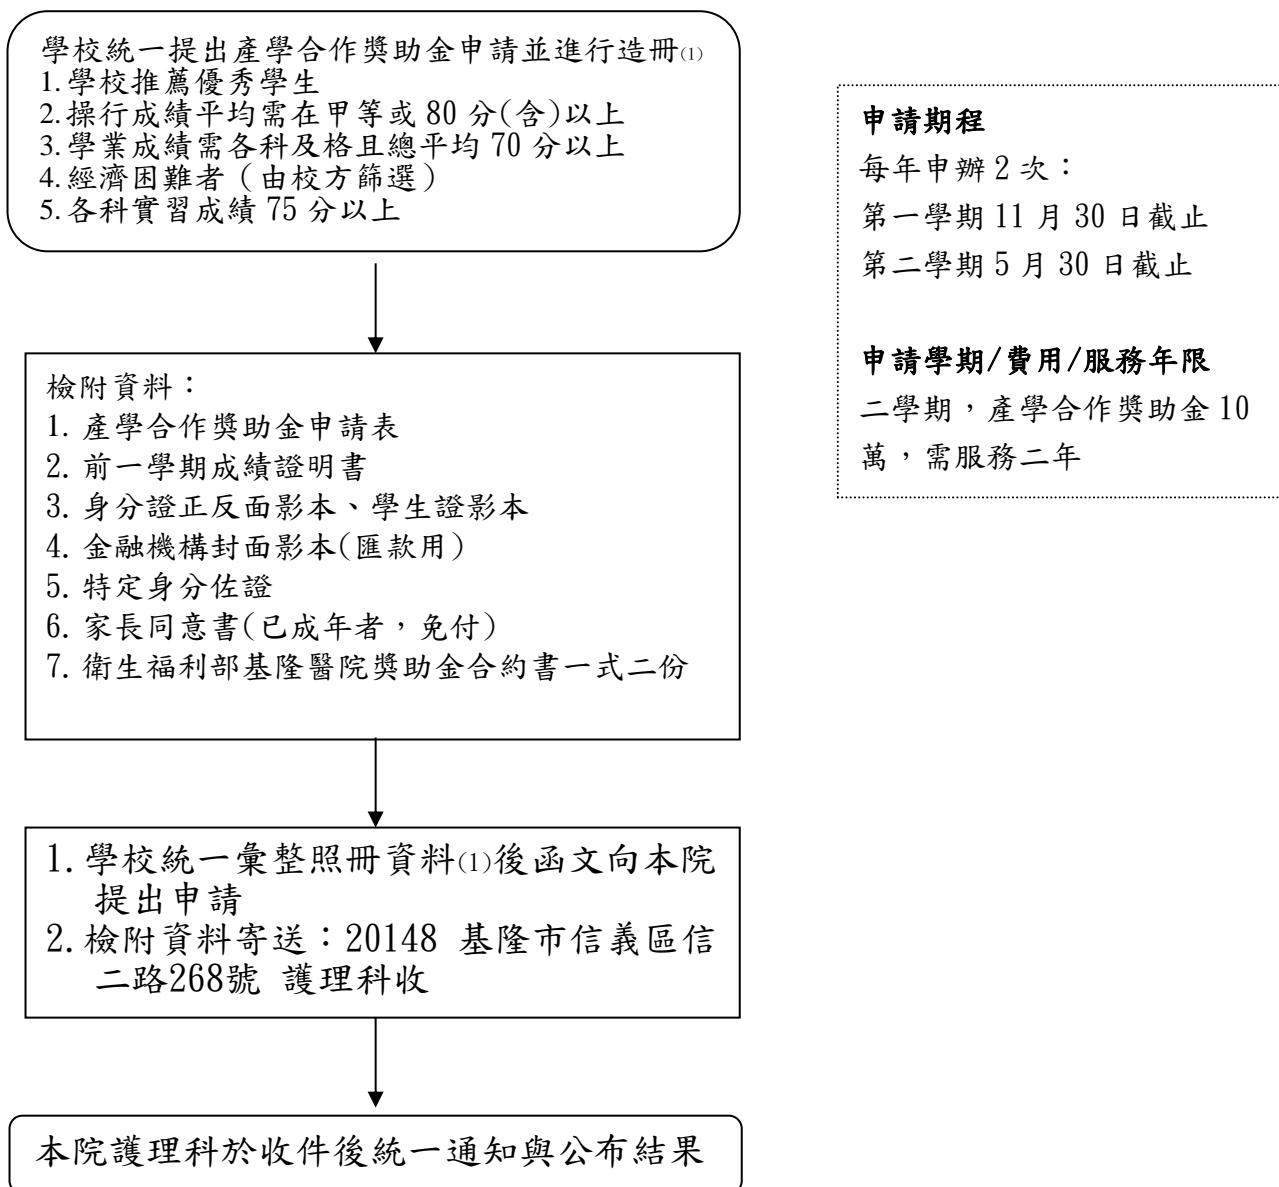 學校統一提出產學合作獎助金申請並進行造冊(1)
1.學校推薦優秀學生
2.操行成績平均需在甲等或 80 分(含)以上
3.學業成績需各科及格且總平均 70 分以上
4.經濟困難者（由校方篩選）
5.各科實習成績 75 分以上
申請期程
每年申辦 2 次：
第一學期 11 月 30 日截止
第二學期 5 月 30 日截止
申請學期/費用/服務年限
二學期，產學合作獎助金 10
萬，需服務二年
檢附資料：
1. 產學合作獎助金申請表
2. 前一學期成績證明書
3. 身分證正反面影本、學生證影本
4. 金融機構封面影本(匯款用)
5. 特定身分佐證
6. 家長同意書(已成年者，免付)
7. 衛生福利部基隆醫院獎助金合約書一式二份
1. 學校統一彙整照冊資料(1)後函文向本院
提出申請
2. 檢附資料寄送：20148 基隆市信義區信
二路268號 護理科收
本院護理科於收件後統一通知與公布結果